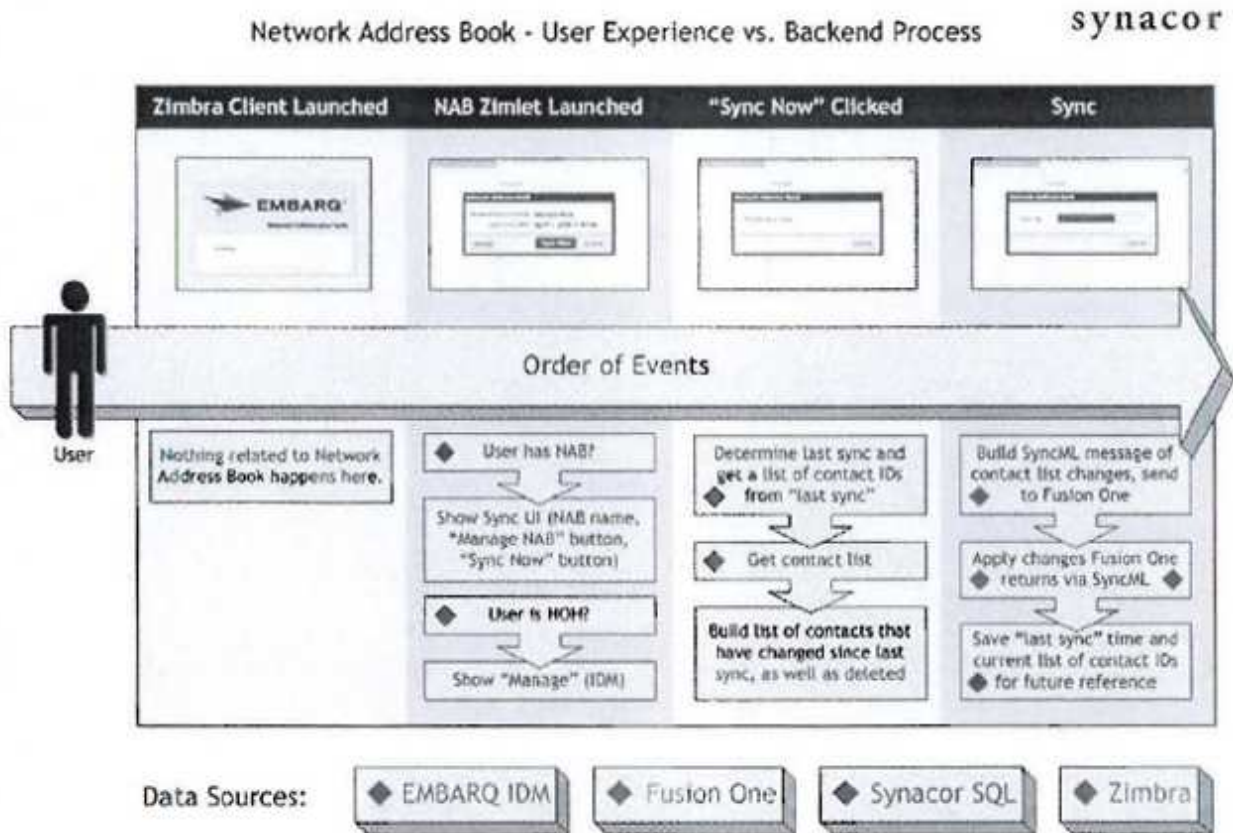 synacor
Network Address Book - User Experience vs. Backend Process
Zimbra Client Launched
NAB Zimlet Launched
"Sync Now" Clicked
Sync
EMBARQ
Order of Events
User
Nothing related to Network
Address Book happens here.
User has NAB?
Show Sync UI (NAB name,
"Manage NAB" button,
"Sync Now" button)
User is HOH?
Show "Manage" (IDM)
Determine last sync and
get a list of contact IDs
from "last sync"
Get contact list
Build list of contacts that
have changed since last
sync, as well as deleted
Build SyncML message of
contact list changes, send
to Fusion One
Apply changes Fusion One
returns via SyncML
Save "last sync" time and
current list of contact IDs
for future reference
Data Sources:
EMBARQ IDM
Fusion One
Synacor SQL
Zimbra